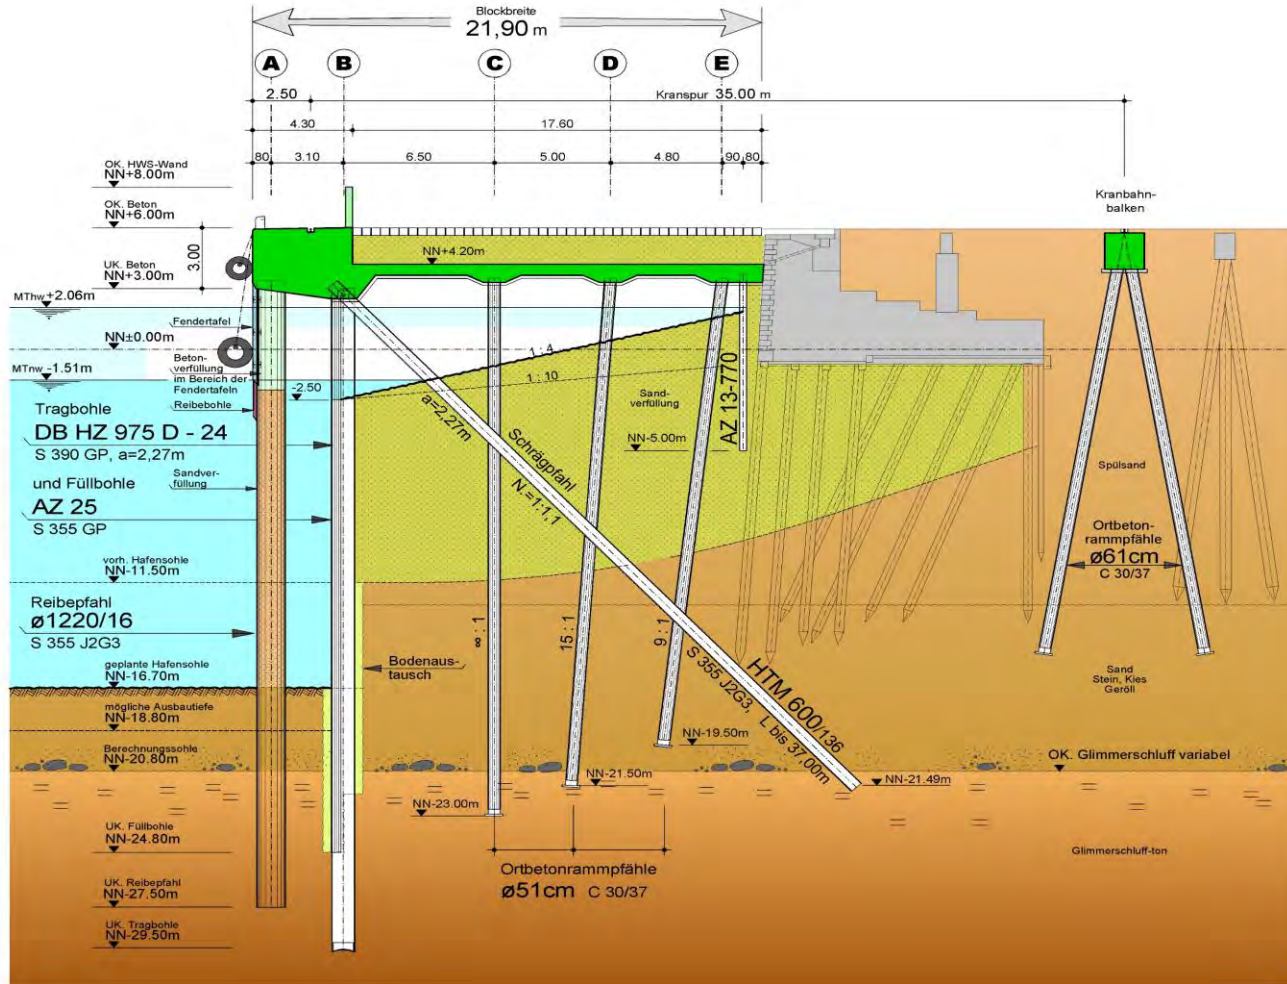 Blockbreite
21,90 m
A
B
C
D
E
2.50
Kranspur 35.00 m
4.30
17.60
80
3.10
6.50
5.00
4.80
90
80
OK. HWS-Wand
NN+8.00m
OK. Beton
NN+6.00m
3.00
UK. Beton
NN+3.00m
NN+4.20m
Kranbahn-
balken
MThw +2.06m
Fendertafel
NN±0.00m
Beton-
verfüllung
im Bereich der
Fendertafeln
MTnw -1.51m
Reibebohle
-2.50
1 : 4
1 : 10
a=2,27m
Sand-
verfüllung
AZ 13-770
NN-5.00m
Tragbohle
DB HZ 975 D - 24
S 390 GP, a=2,27m
Sandver-
füllung
und Füllbohle
AZ 25
S 355 GP
Schrägpfahl
N.=1:1,1
Spülsand
Ortbeton-
rammpfähle
ø61cm
C 30/37
vorh. Hafensohle
NN-11.50m
Reibepfahl
ø1220/16
S 355 J2G3
∞ : 1
15 : 1
9 : 1
Bodenaus-
tausch
geplante Hafensohle
NN-16.70m
HTM 600/136
S 355 J2G3, L bis 37,00m
Sand
Stein, Kies
Geröll
mögliche Ausbautiefe
NN-18.80m
NN-19.50m
Berechnungssohle
NN-20.80m
OK. Glimmerschluff variabel
NN-21.50m
NN-21.49m
NN-23.00m
UK. Füllbohle
NN-24.80m
Glimmerschluff-ton
Ortbetonrammpfähle
ø51cm C 30/37
UK. Reibepfahl
NN-27.50m
UK. Tragbohle
NN-29.50m